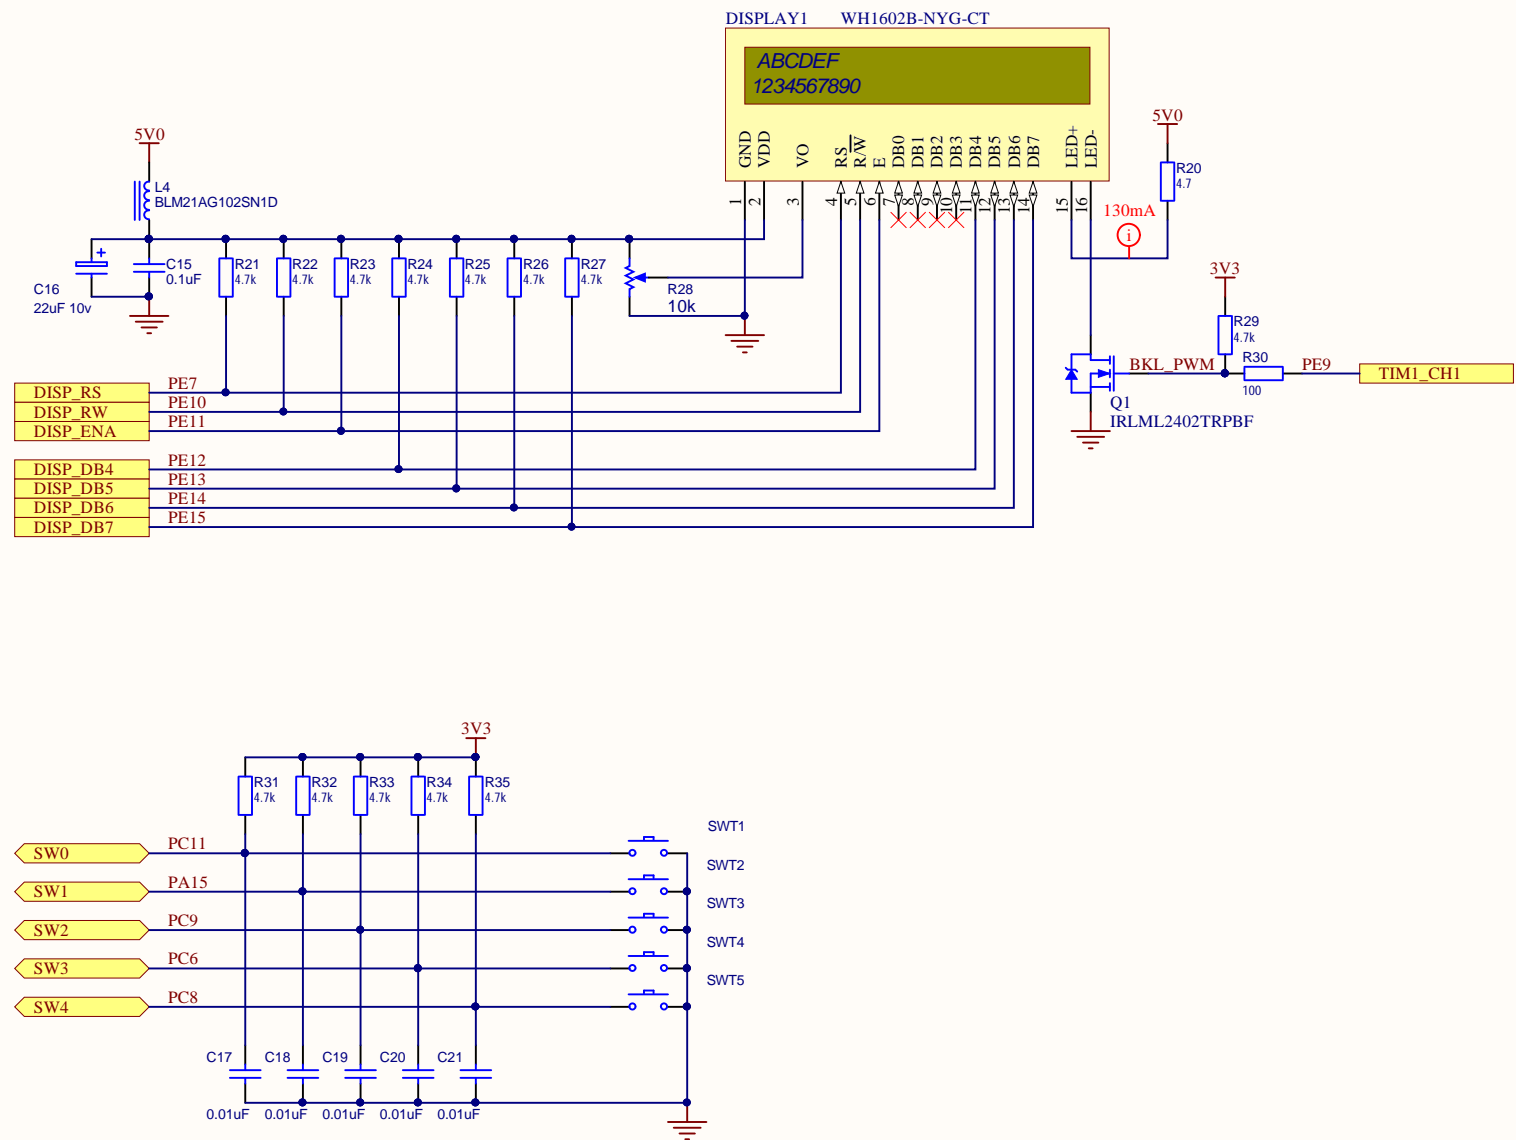 DISPLAY1 WH1602B-NYG-CT
ABCDEF
1234567890
GND
VDD
VO
RS
R/W
E
DB0
DB1
DB2
DB3
DB4
DB5
DB6
DB7
LED+
LED-
1
2
3
4
5
6
7
8
9
10
11
12
13
14
15
16
5V0
R20
4.7
130mA
i
5V0
L4
BLM21AG102SN1D
+
C16
22uF 10v
C15
0.1uF
R21
4.7k
R22
4.7k
R23
4.7k
R24
4.7k
R25
4.7k
R26
4.7k
R27
4.7k
R28
10k
3V3
R29
4.7k
R30
100
BKL_PWM
PE9
TIM1_CH1
Q1
IRLML2402TRPBF
DISP_RS PE7
DISP_RW PE10
DISP_ENA PE11
DISP_DB4 PE12
DISP_DB5 PE13
DISP_DB6 PE14
DISP_DB7 PE15
3V3
R31
4.7k
R32
4.7k
R33
4.7k
R34
4.7k
R35
4.7k
SWT1
SW0 PC11
SWT2
SW1 PA15
SWT3
SW2 PC9
SWT4
SW3 PC6
SWT5
SW4 PC8
C17 C18 C19 C20 C21
0.01uF 0.01uF 0.01uF 0.01uF 0.01uF